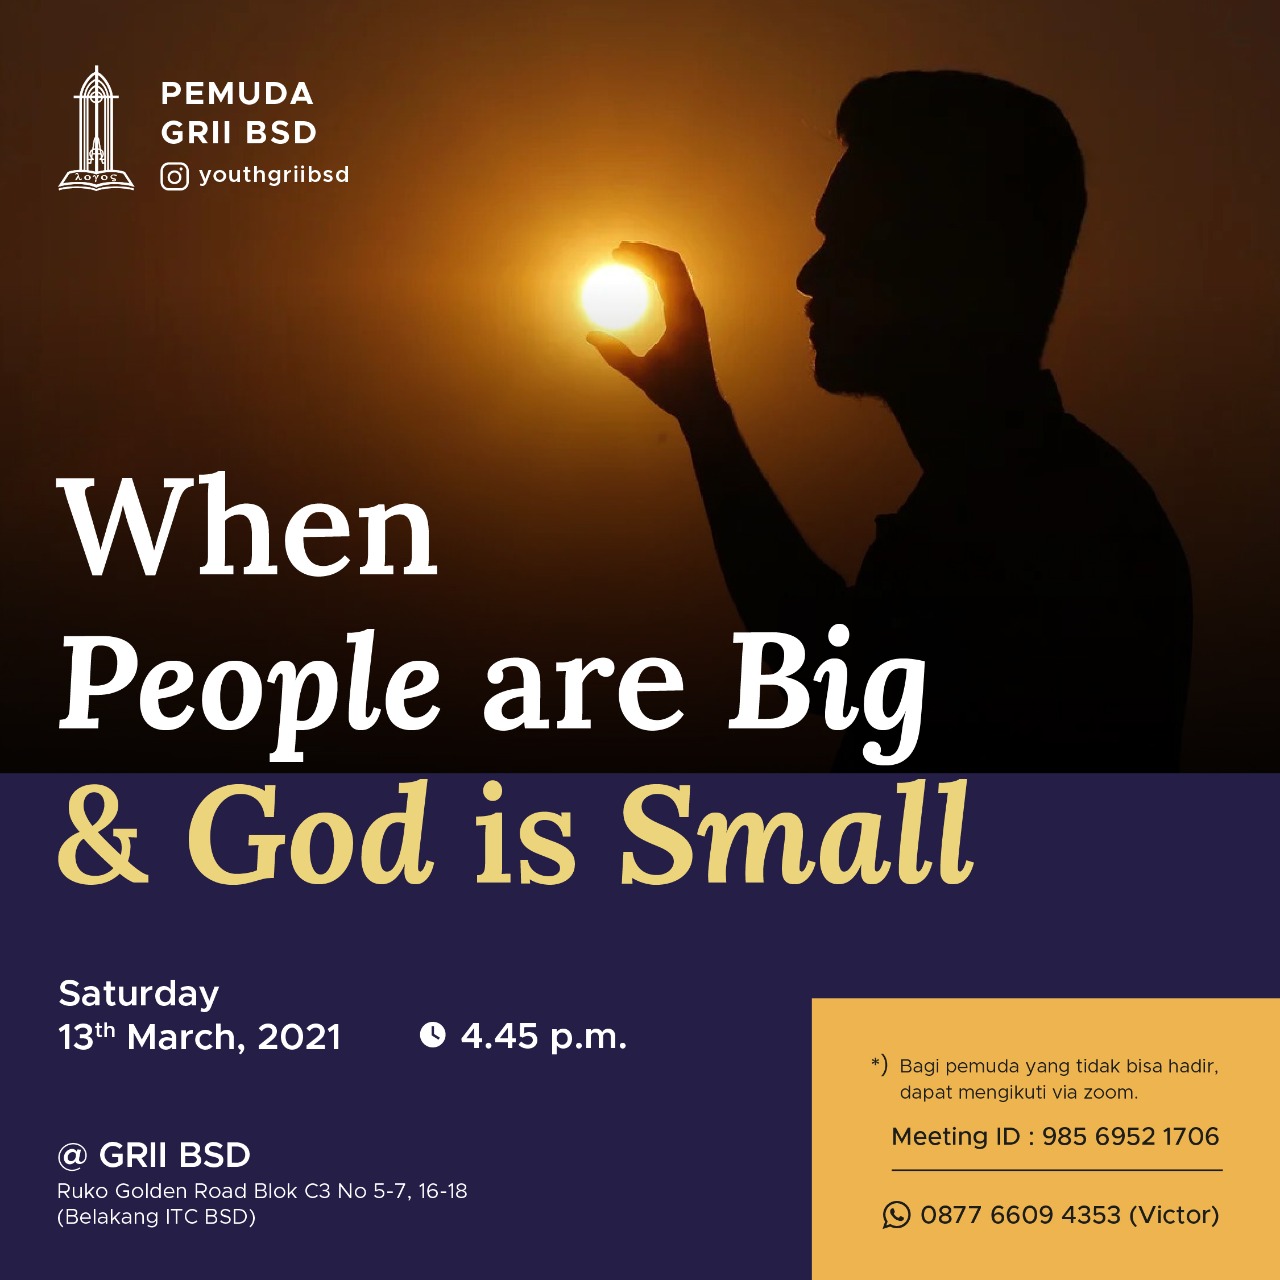 PEMUDA
GRII BSD
youthgriibsd
λογος
When
People are Big
& God is Small
Saturday
13th March, 2021
4.45 p.m.
@ GRII BSD
Ruko Golden Road Blok C3 No 5-7, 16-18
(Belakang ITC BSD)
*) Bagi pemuda yang tidak bisa hadir,
dapat mengikuti via zoom.
Meeting ID : 985 6952 1706
0877 6609 4353 (Victor)